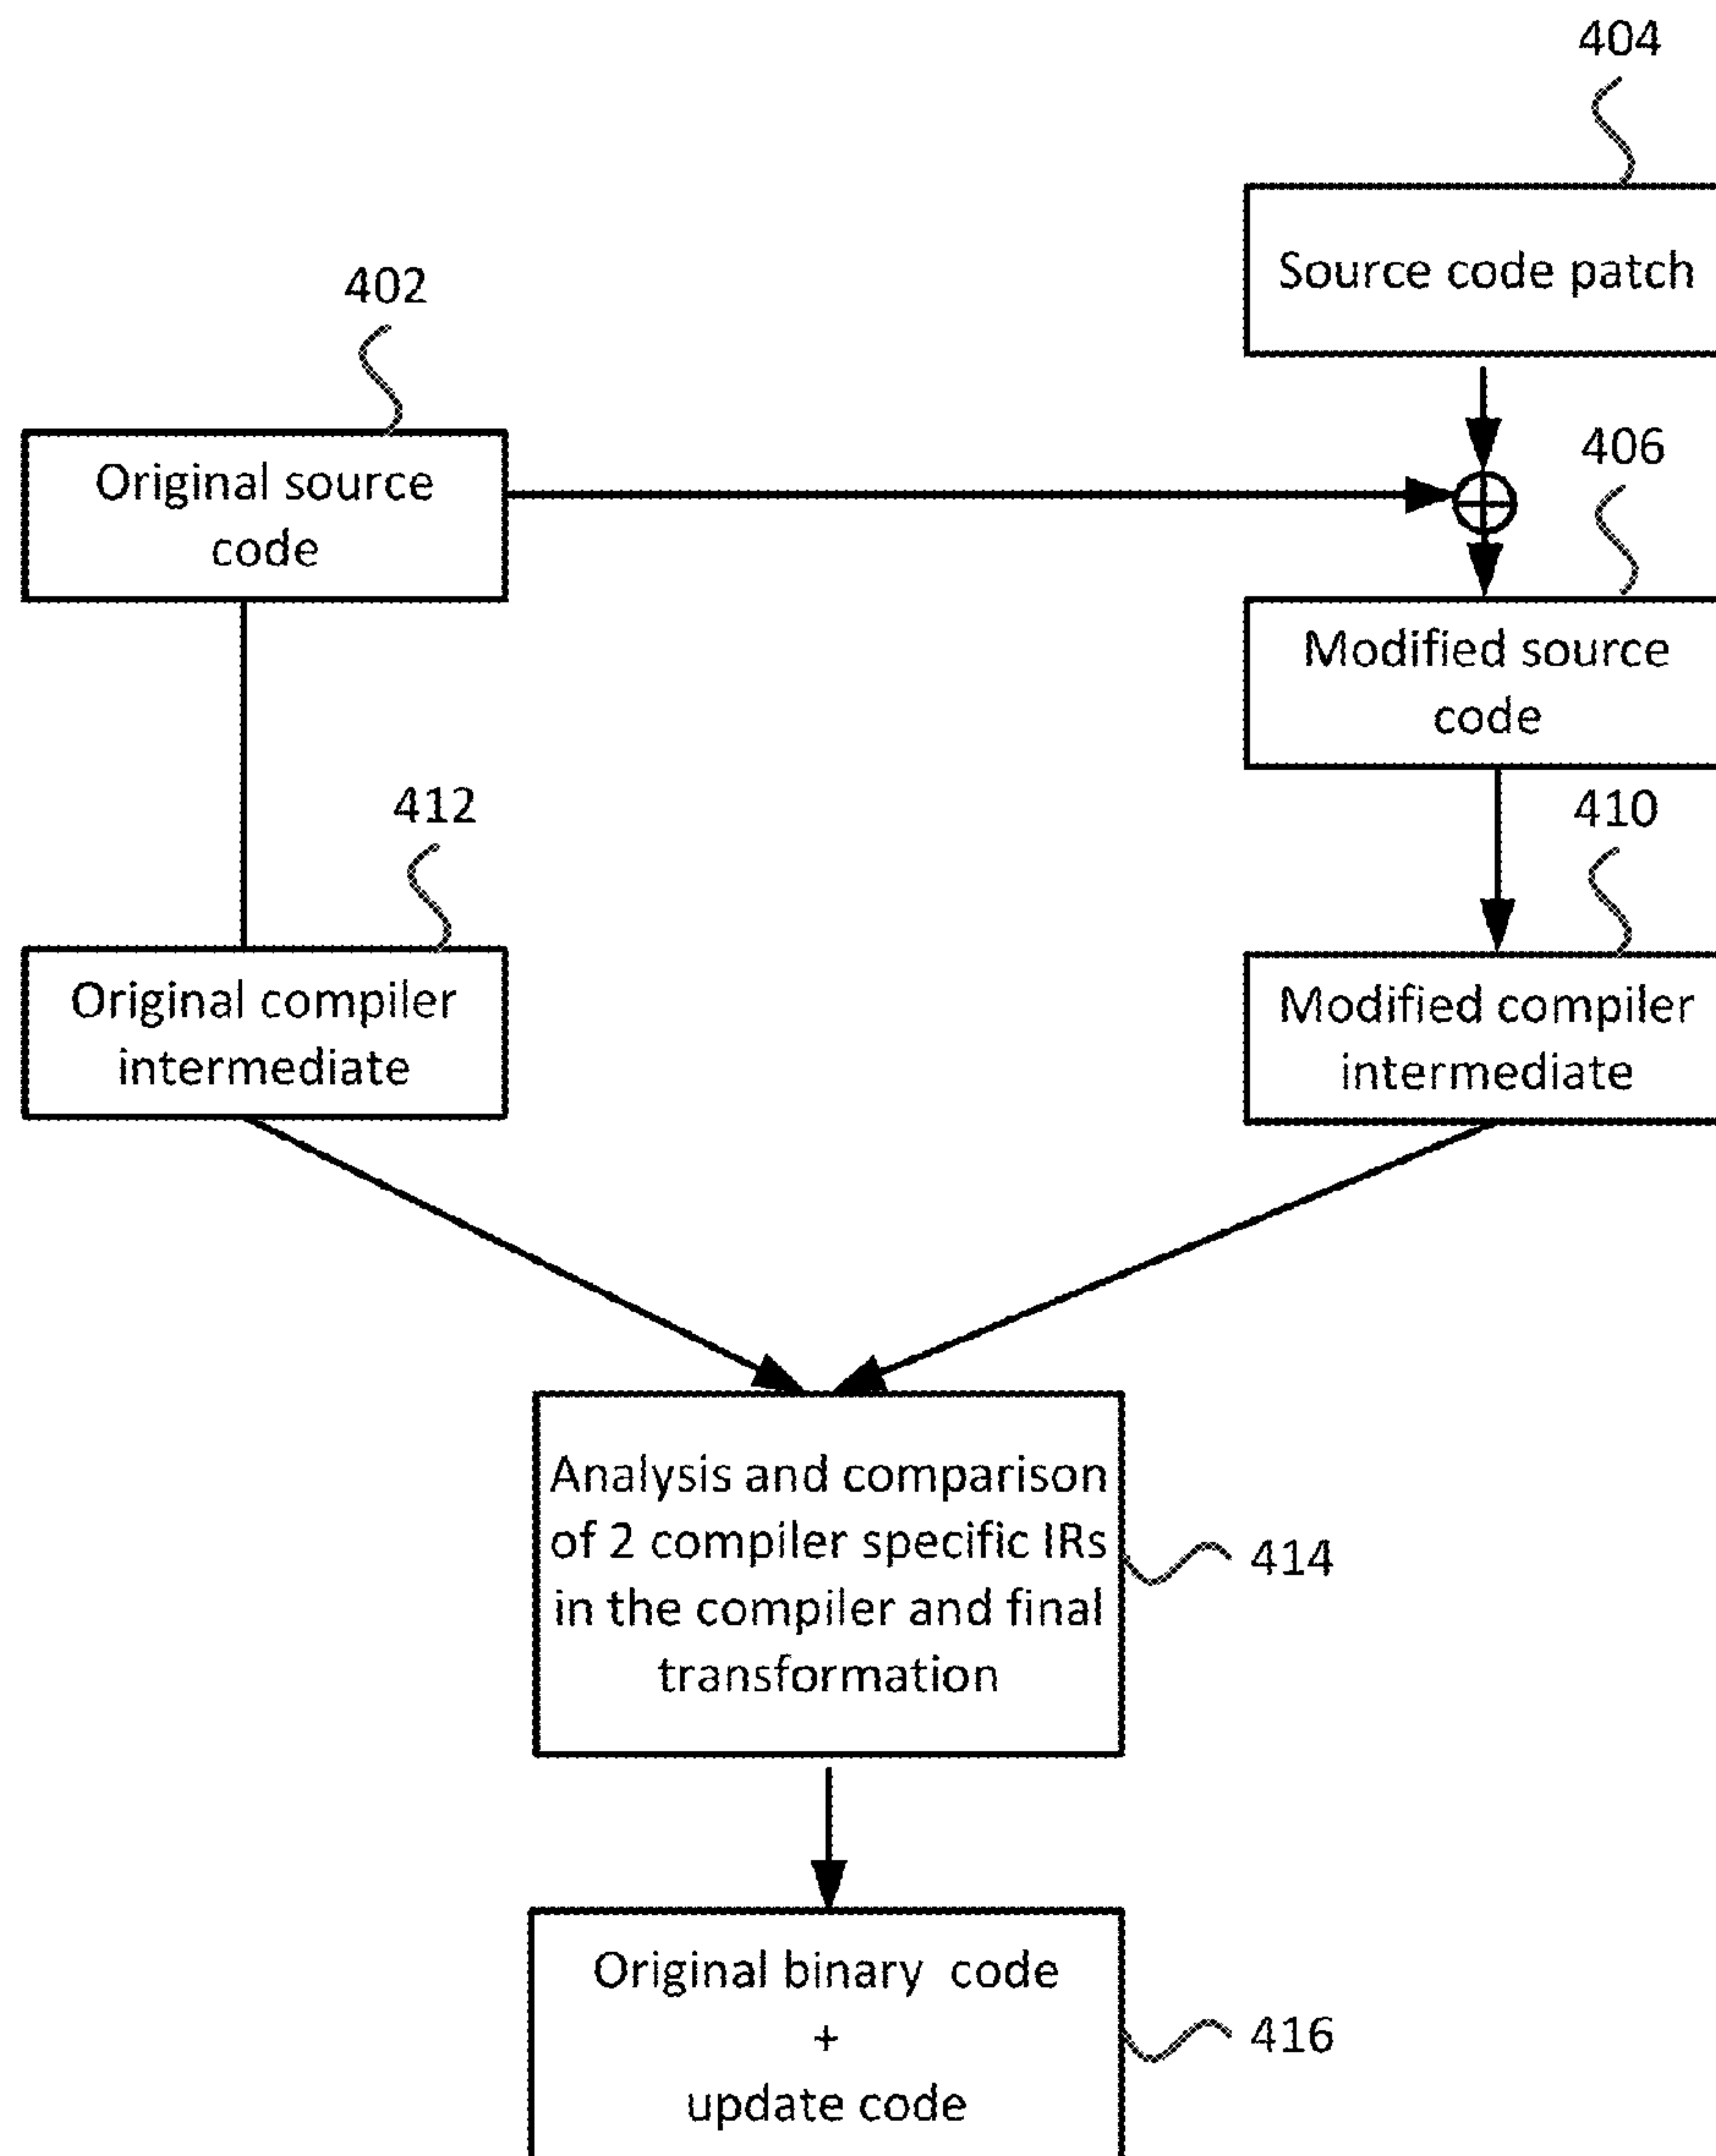 404
Source code patch
402
Original source
code
406
Modified source
code
412
Original compiler
intermediate
410
Modified compiler
intermediate
Analysis and comparison
of 2 compiler specific IRs
in the compiler and final
transformation
414
Original binary code
+
update code
416